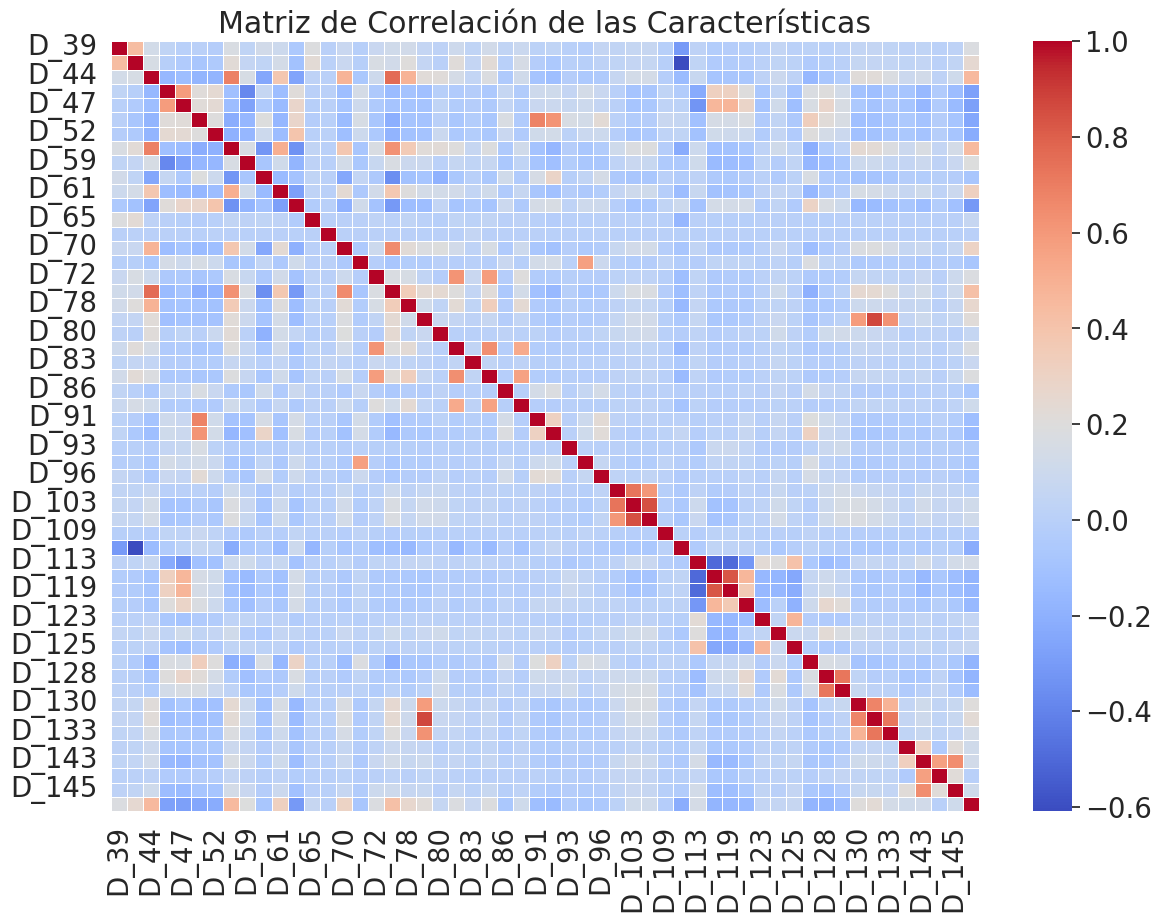 Matriz de Correlación de las Características
D_39
D_44
D_47
D_52
D_59
D_61
D_65
D_70
D_72
D_78
D_80
D_83
D_86
D_91
D_93
D_96
D_103
D_109
D_113
D_119
D_123
D_125
D_128
D_130
D_133
D_143
D_145
D_39
D_44
D_47
D_52
D_59
D_61
D_65
D_70
D_72
D_78
D_80
D_83
D_86
D_91
D_93
D_96
D_103
D_109
D_113
D_119
D_123
D_125
D_128
D_130
D_133
D_143
D_145
1.0
0.8
0.6
0.4
0.2
0.0
−0.2
−0.4
−0.6